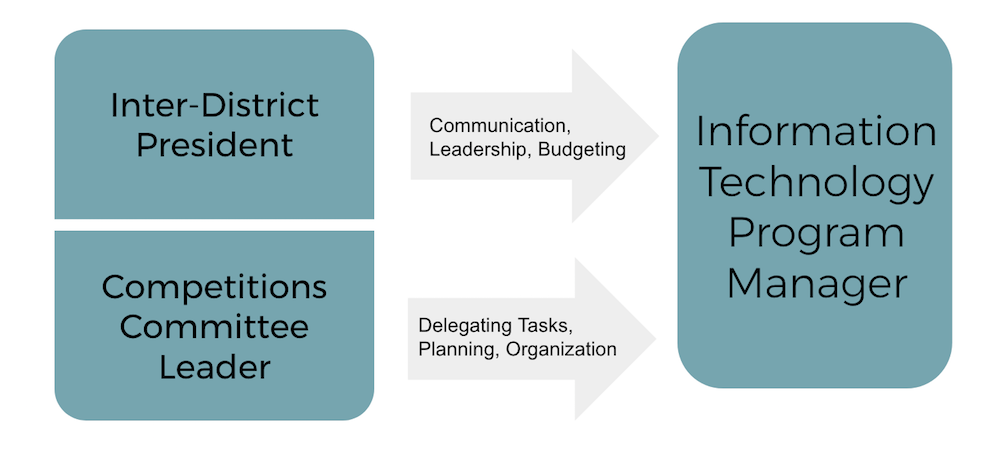 Inter-District
President
Communication,
Leadership, Budgeting
Competitions
Committee
Leader
Delegating Tasks,
Planning, Organization
Information
Technology
Program
Manager